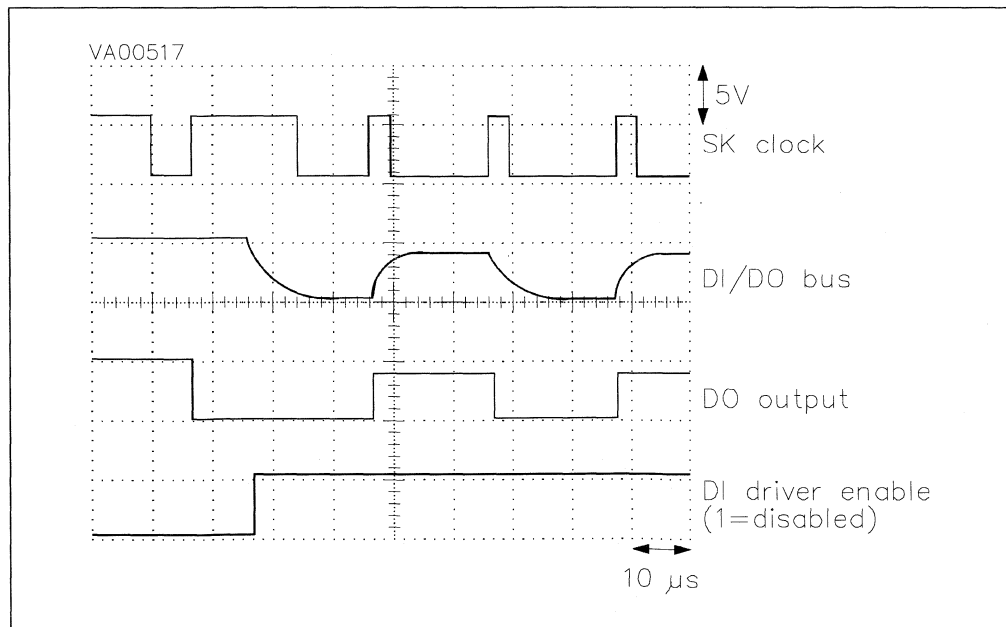 VA00517
5V
SK clock
DI/DO bus
DO output
DI driver enable
(1=disabled)
10 µs